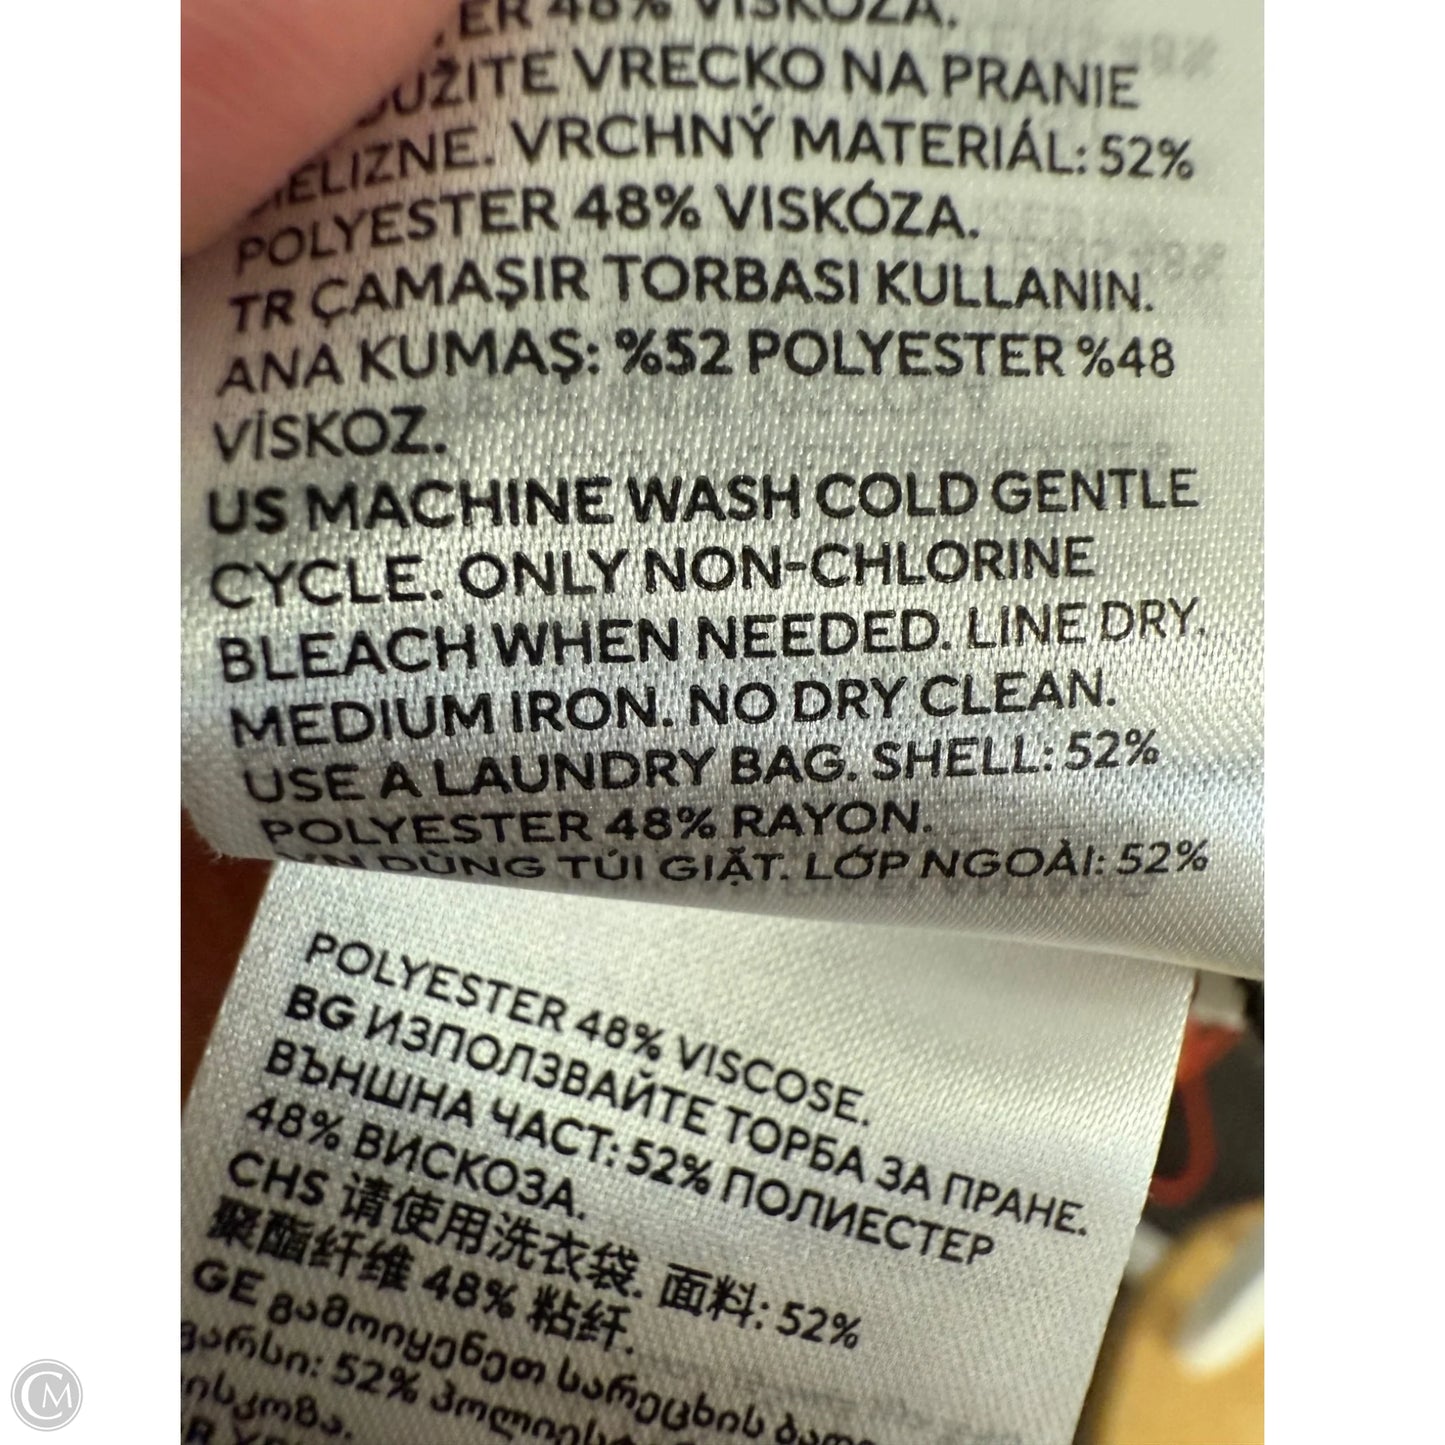 48% VISKOZA.
VRECKO NA PRANIE
BIELIZNE. VRCHNÝ MATERIÁL: 52%
POLYESTER 48% VISKÓZA.
TR ÇAMAŞIR TORBASI KULLANIN.
ANA KUMAŞ: %52 POLYESTER %48
VİSKOZ.
US MACHINE WASH COLD GENTLE
CYCLE. ONLY NON-CHLORINE
BLEACH WHEN NEEDED. LINE DRY.
MEDIUM IRON. NO DRY CLEAN.
USE A LAUNDRY BAG. SHELL: 52%
POLYESTER 48% RAYON.
VN DÙNG TÚI GIẶT. LỚP NGOÀI: 52%
POLYESTER 48% VISCOSE.
BG ИЗПОЛЗВАЙТЕ ТОРБА ЗА ПРАНЕ.
ВЪНШНА ЧАСТ: 52% ПОЛИЕСТЕР
48% ВИСКОЗА.
CHS 请使用洗衣袋. 面料: 52%
聚酯纤维 48% 粘纤.
GE გამოიყენეთ სარეცხის
52%
CM